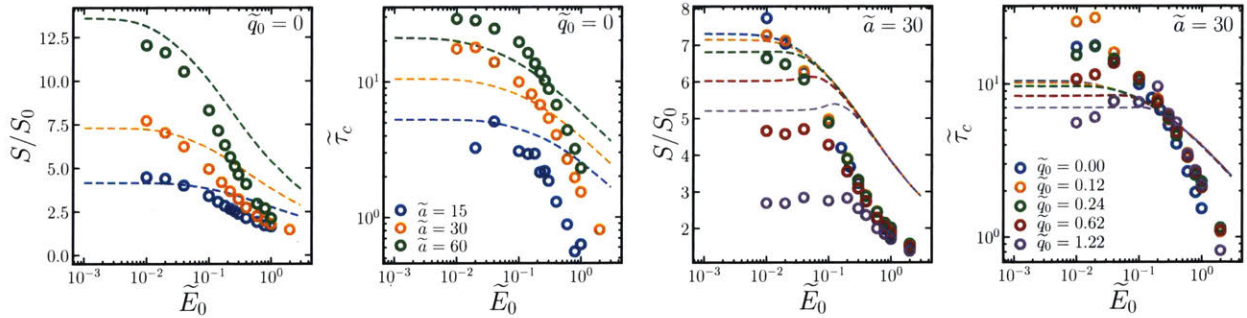 q̃₀ = 0
S/S₀
12.5
10.0
7.5
5.0
2.5
0.0
10⁻³ 10⁻² 10⁻¹ 10⁰
Ẽ₀
q̃₀ = 0
τ̃c
10¹
10⁰
ã = 15
ã = 30
ã = 60
10⁻³ 10⁻² 10⁻¹ 10⁰
Ẽ₀
ã = 30
S/S₀
8
7
6
5
4
3
2
10⁻³ 10⁻² 10⁻¹ 10⁰
Ẽ₀
ã = 30
τ̃c
10¹
10⁰
q̃₀ = 0.00
q̃₀ = 0.12
q̃₀ = 0.24
q̃₀ = 0.62
q̃₀ = 1.22
10⁻³ 10⁻² 10⁻¹ 10⁰
Ẽ₀